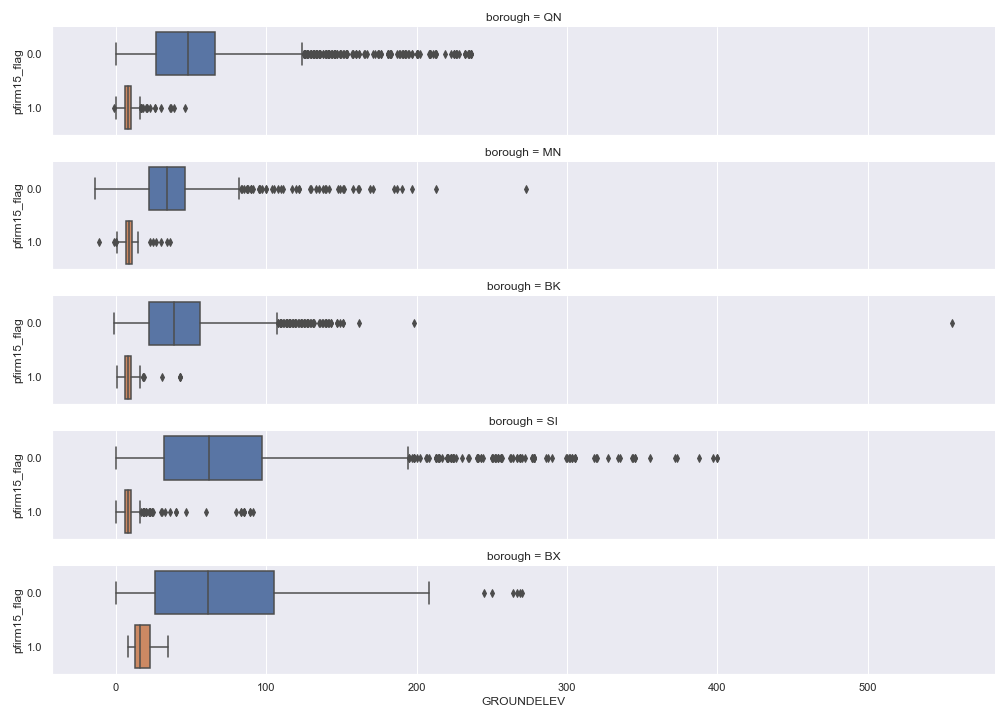 borough = QN
pfirm15_flag
0.0
1.0
borough = MN
pfirm15_flag
0.0
1.0
borough = BK
pfirm15_flag
0.0
1.0
borough = SI
pfirm15_flag
0.0
1.0
borough = BX
pfirm15_flag
0.0
1.0
0 100 200 300 400 500
GROUNDELEV